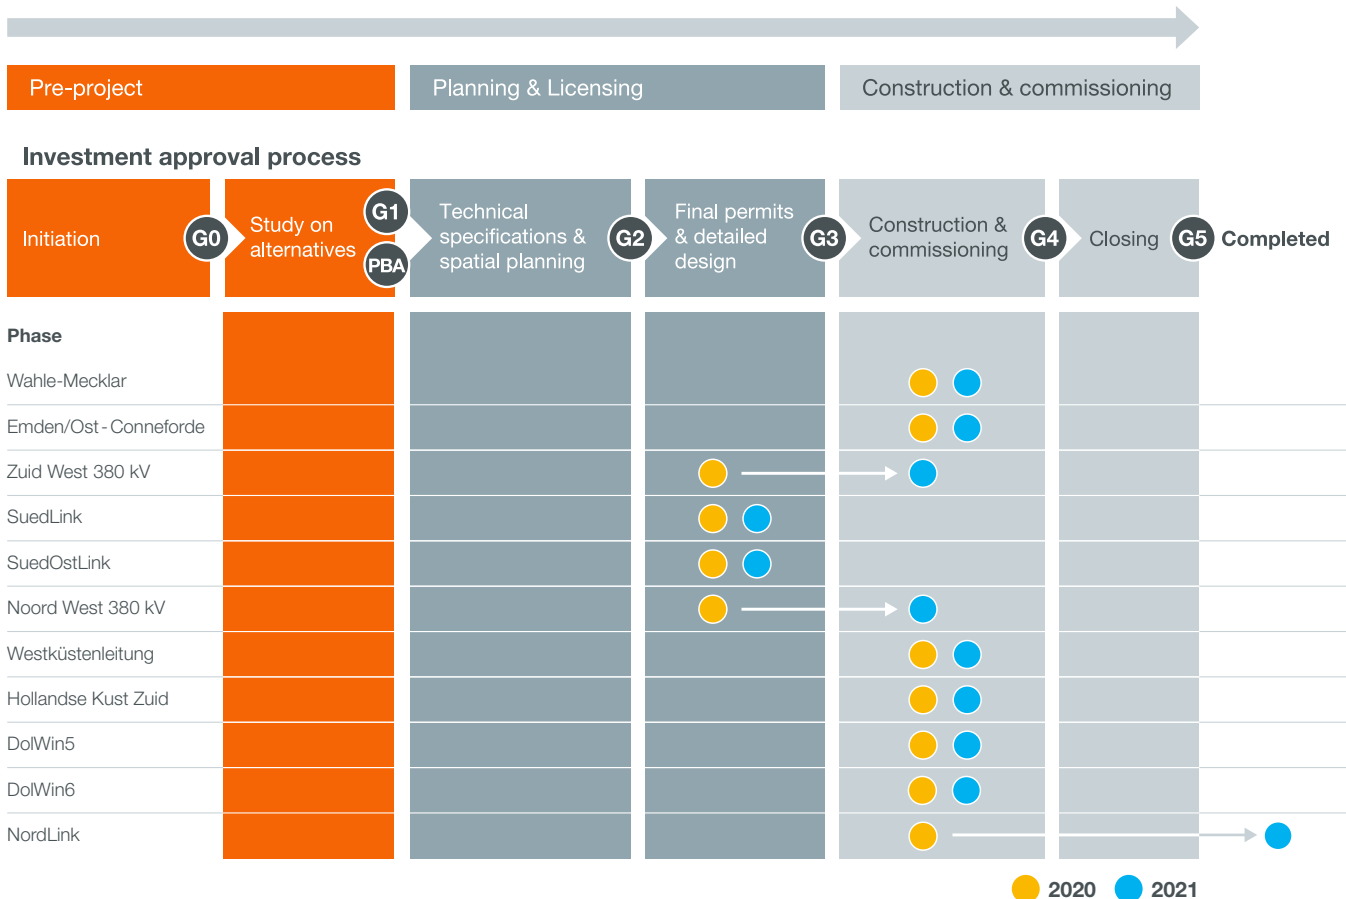 Pre-project
Planning & Licensing
Construction & commissioning
Investment approval process
Initiation
G0
Study on
alternatives
G1
PBA
Technical
specifications &
spatial planning
G2
Final permits
& detailed
design
G3
Construction &
commissioning
G4
Closing
G5
Completed
Phase
Wahle-Mecklar
Emden/Ost - Conneforde
Zuid West 380 kV
SuedLink
SuedOstLink
Noord West 380 kV
Westküstenleitung
Hollandse Kust Zuid
DolWin5
DolWin6
NordLink
2020
2021